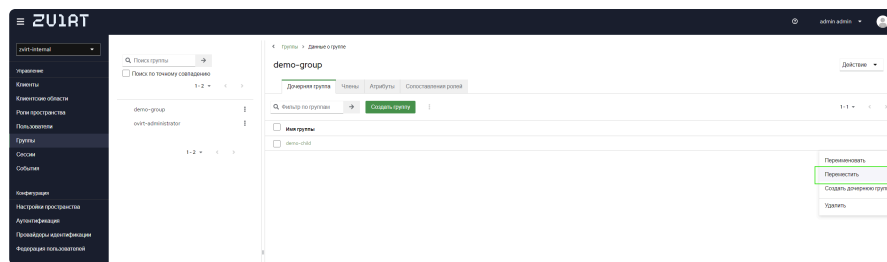 ≡ ZVIRT
admin admin
zvirt-internal
Управление
Клиенты
Клиентские области
Роли пространства
Пользователи
Группы
Сессии
События
Конфигурация
Настройки пространства
Аутентификация
Провайдеры идентификации
Федерация пользователей
Поиск группы
Поиск по точному совпадению
1-2
demo-group
ovirt-administrator
1-2
Группы > Данные о группе
demo-group
Действие
Дочерняя группа Члены Атрибуты Сопоставления ролей
Фильтр по группам
Создать группу
1-1
Имя группы
demo-child
Переименовать
Переместить
Создать дочернюю
Удалить